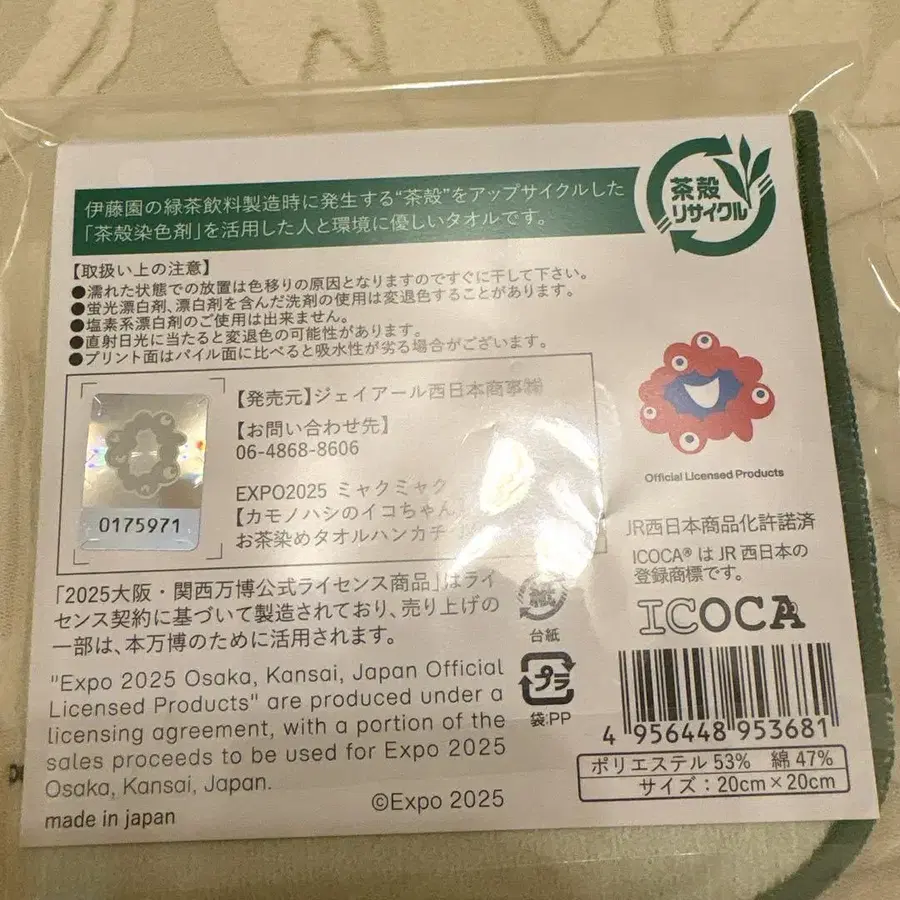 伊藤園の緑茶飲料製造時に発生する“茶殻”をアップサイクルした
「茶殻染色剤」を活用した人と環境に優しいタオルです。
茶殻
リサイクル
【取扱い上の注意】
●濡れた状態での放置は色移りの原因となりますのですぐに干して下さい。
●蛍光漂白剤、漂白剤を含んだ洗剤の使用は変退色することがあります。
●塩素系漂白剤のご使用は出来ません。
●直射日光に当たると変退色の可能性があります。
●プリント面はパイル面に比べると吸水性が劣る場合がございます。
0175971
【発売元】ジェイアール西日本商事㈱
【お問い合わせ先】
06-4868-8606
EXPO2025 ミャクミャク
【カモノハシのイコちゃん
お茶染めタオルハンカチ
「2025大阪・関西万博公式ライセンス商品」はライ
センス契約に基づいて製造されており、売り上げの
一部は、本万博のために活用されます。
"Expo 2025 Osaka, Kansai, Japan Official
Licensed Products" are produced under a
licensing agreement, with a portion of the
sales proceeds to be used for Expo 2025
Osaka, Kansai, Japan.
©Expo 2025
made in japan
Official Licensed Products
JR西日本商品化許諾済
ICOCA® は JR 西日本の
登録商標です。
ICOCA
紙
台紙
プラ
袋:PP
4 956448 953681
ポリエステル 53% 綿 47%
サイズ:20cm×20cm